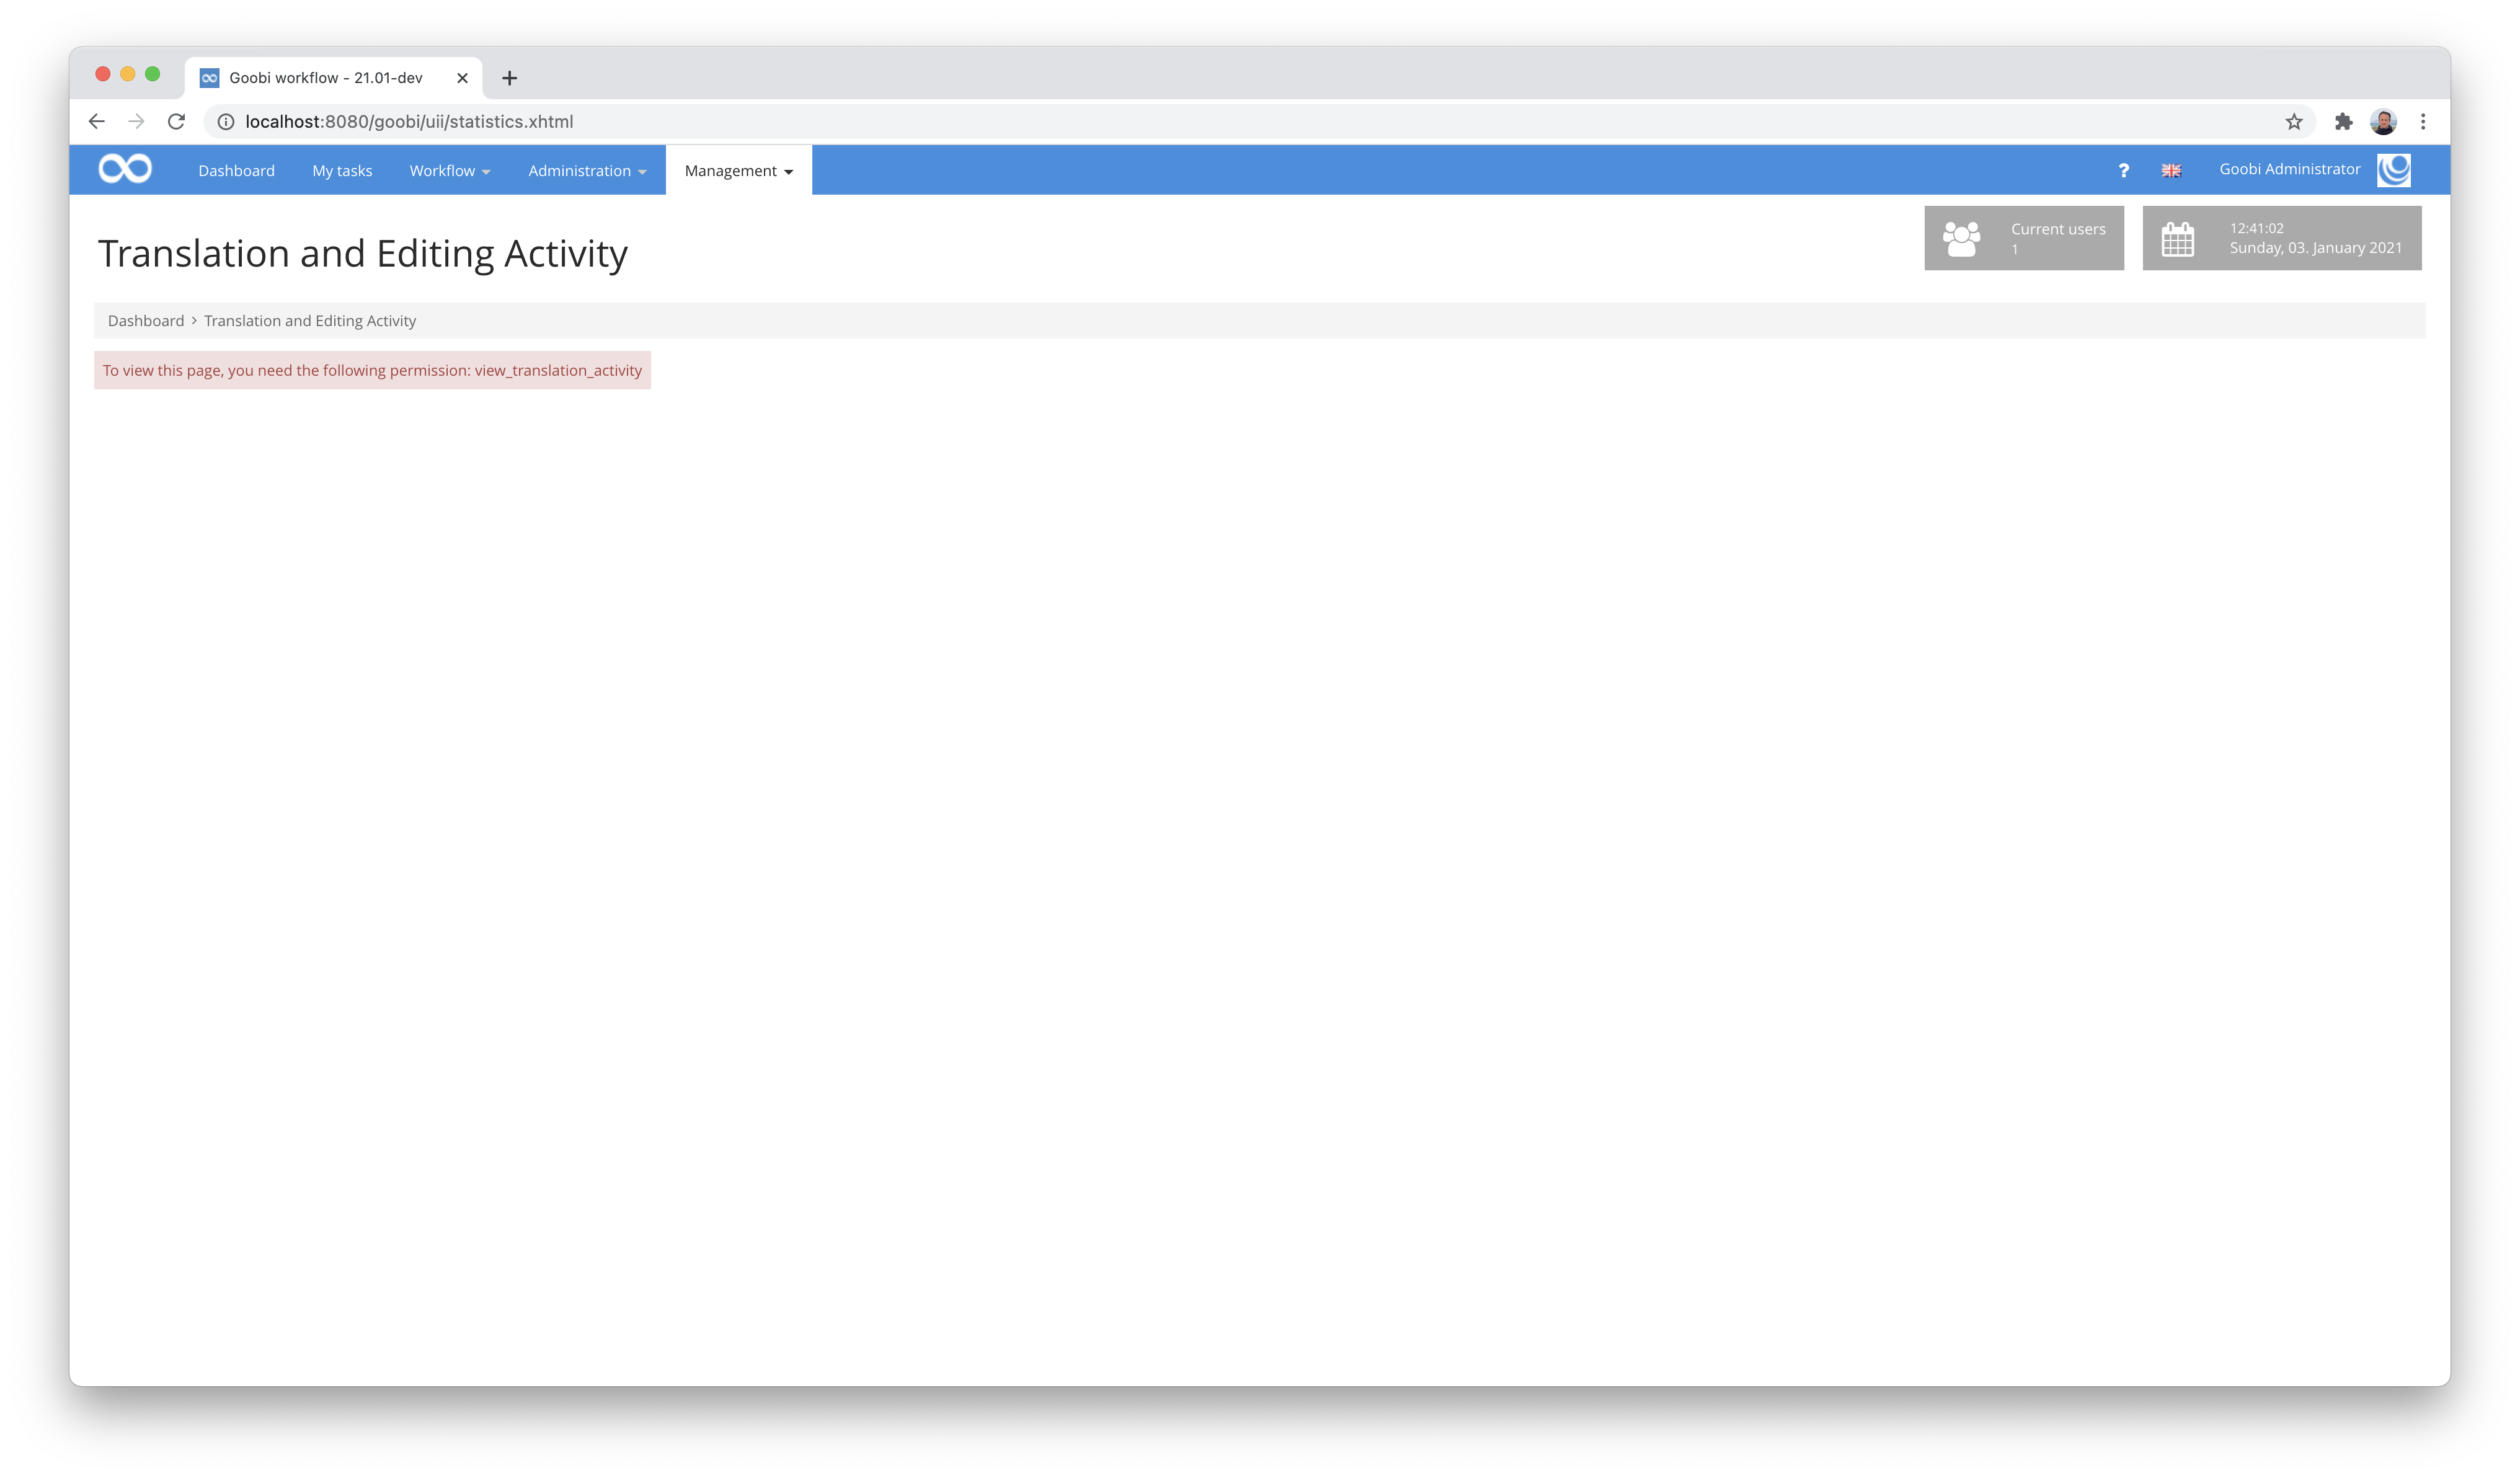 Goobi workflow - 21.01-dev
localhost:8080/goobi/uii/statistics.xhtml
Dashboard My tasks Workflow Administration Management ? Goobi Administrator
Translation and Editing Activity
Current users
1
12:41:02
Sunday, 03. January 2021
Dashboard > Translation and Editing Activity
To view this page, you need the following permission: view_translation_activity